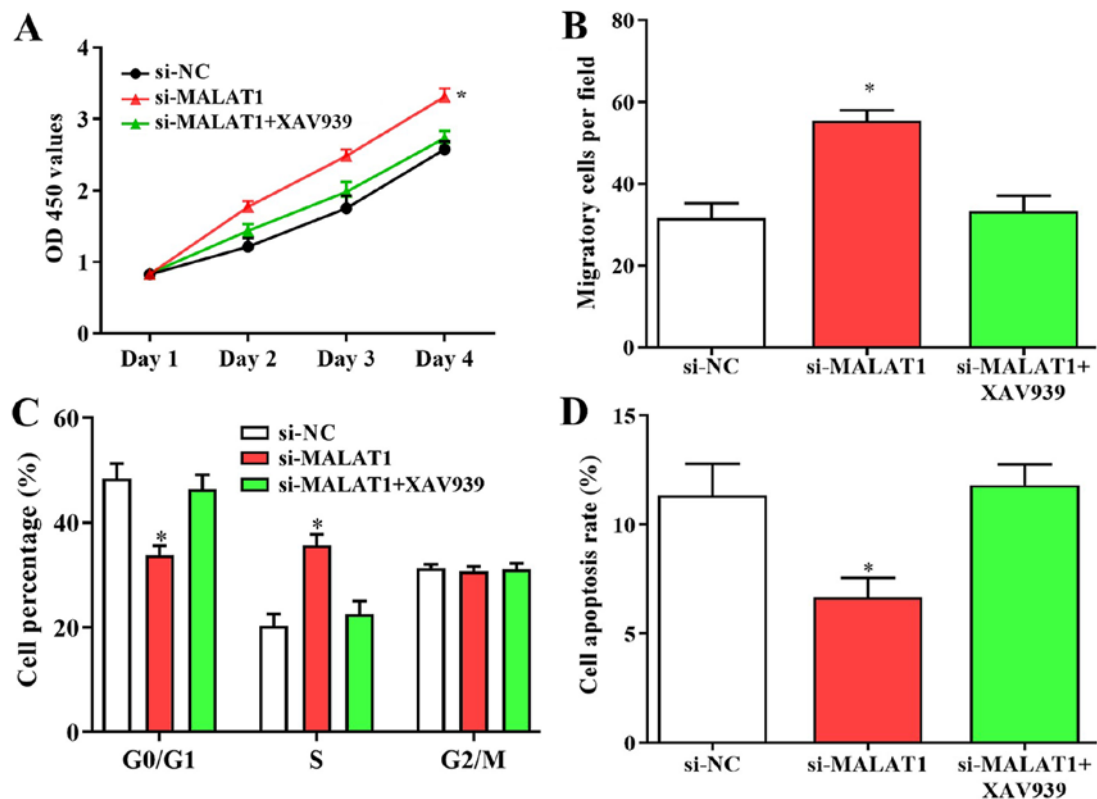 A
OD 450 values
4
3
2
1
0
si-NC
si-MALAT1
si-MALAT1+XAV939
*
Day 1 Day 2 Day 3 Day 4
B
Migratory cells per field
80
60
40
20
0
*
si-NC si-MALAT1 si-MALAT1+
XAV939
C
Cell percentage (%)
60
40
20
0
si-NC
si-MALAT1
si-MALAT1+XAV939
* *
G0/G1 S G2/M
D
Cell apoptosis rate (%)
15
10
5
0
*
si-NC si-MALAT1 si-MALAT1+
XAV939